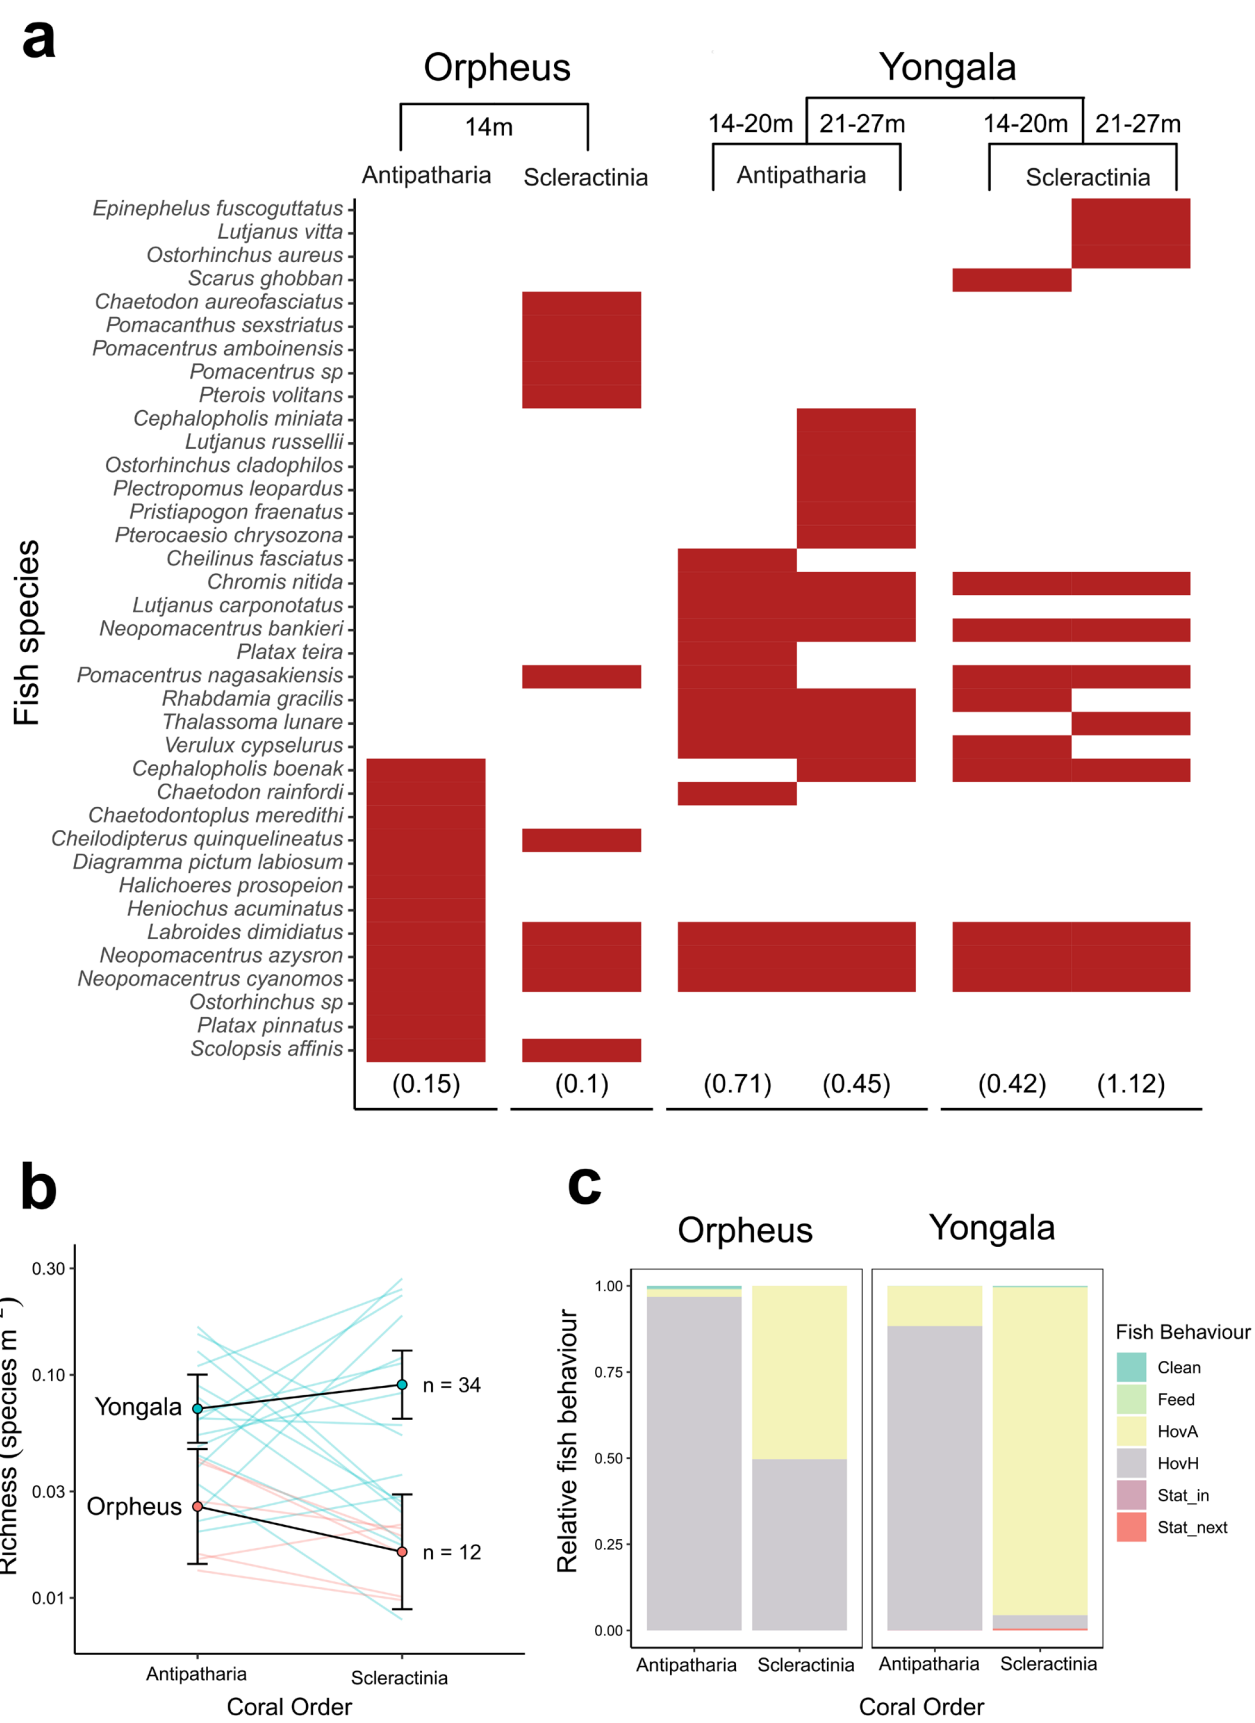 a
Orpheus
Yongala
14m
14-20m
21-27m
14-20m
21-27m
Antipatharia
Scleractinia
Antipatharia
Scleractinia
Fish species
Epinephelus fuscoguttatus
Lutjanus vitta
Ostorhinchus aureus
Scarus ghobban
Chaetodon aureofasciatus
Pomacanthus sexstriatus
Pomacentrus amboinensis
Pomacentrus sp
Pterois volitans
Cephalopholis miniata
Lutjanus russellii
Ostorhinchus cladophilos
Plectropomus leopardus
Pristiapogon fraenatus
Pterocaesio chrysozona
Cheilinus fasciatus
Chromis nitida
Lutjanus carponotatus
Neopomacentrus bankieri
Platax teira
Pomacentrus nagasakiensis
Rhabdamia gracilis
Thalassoma lunare
Verulux cypselurus
Cephalopholis boenak
Chaetodon rainfordi
Chaetodontoplus meredithi
Cheilodipterus quinquelineatus
Diagramma pictum labiosum
Halichoeres prosopeion
Heniochus acuminatus
Labroides dimidiatus
Neopomacentrus azysron
Neopomacentrus cyanomos
Ostorhinchus sp
Platax pinnatus
Scolopsis affinis
(0.15)
(0.1)
(0.71)
(0.45)
(0.42)
(1.12)
b
Richness (species m⁻²)
0.30
0.10
0.03
0.01
Yongala
Orpheus
n = 34
n = 12
Antipatharia
Scleractinia
Coral Order
c
Orpheus
Yongala
Relative fish behaviour
1.00
0.75
0.50
0.25
0.00
Antipatharia
Scleractinia
Antipatharia
Scleractinia
Coral Order
Fish Behaviour
Clean
Feed
HovA
HovH
Stat_in
Stat_next